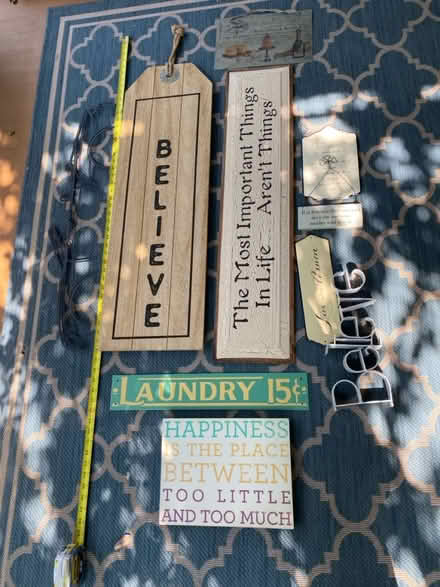 BELIEVE
The Most Important Things
In Life ... Aren't Things
Believe
LAUNDRY 15¢
HAPPINESS
IS THE PLACE
BETWEEN
TOO LITTLE
AND TOO MUCH